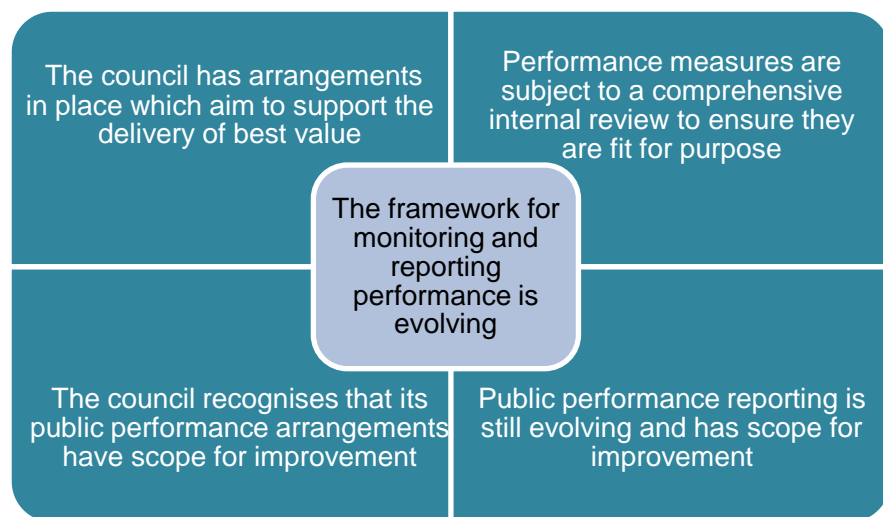 The council has arrangements
in place which aim to support the
delivery of best value
Performance measures are
subject to a comprehensive
internal review to ensure they
are fit for purpose
The framework for
monitoring and
reporting
performance is
evolving
The council recognises that its
public performance arrangements
have scope for improvement
Public performance reporting is
still evolving and has scope for
improvement